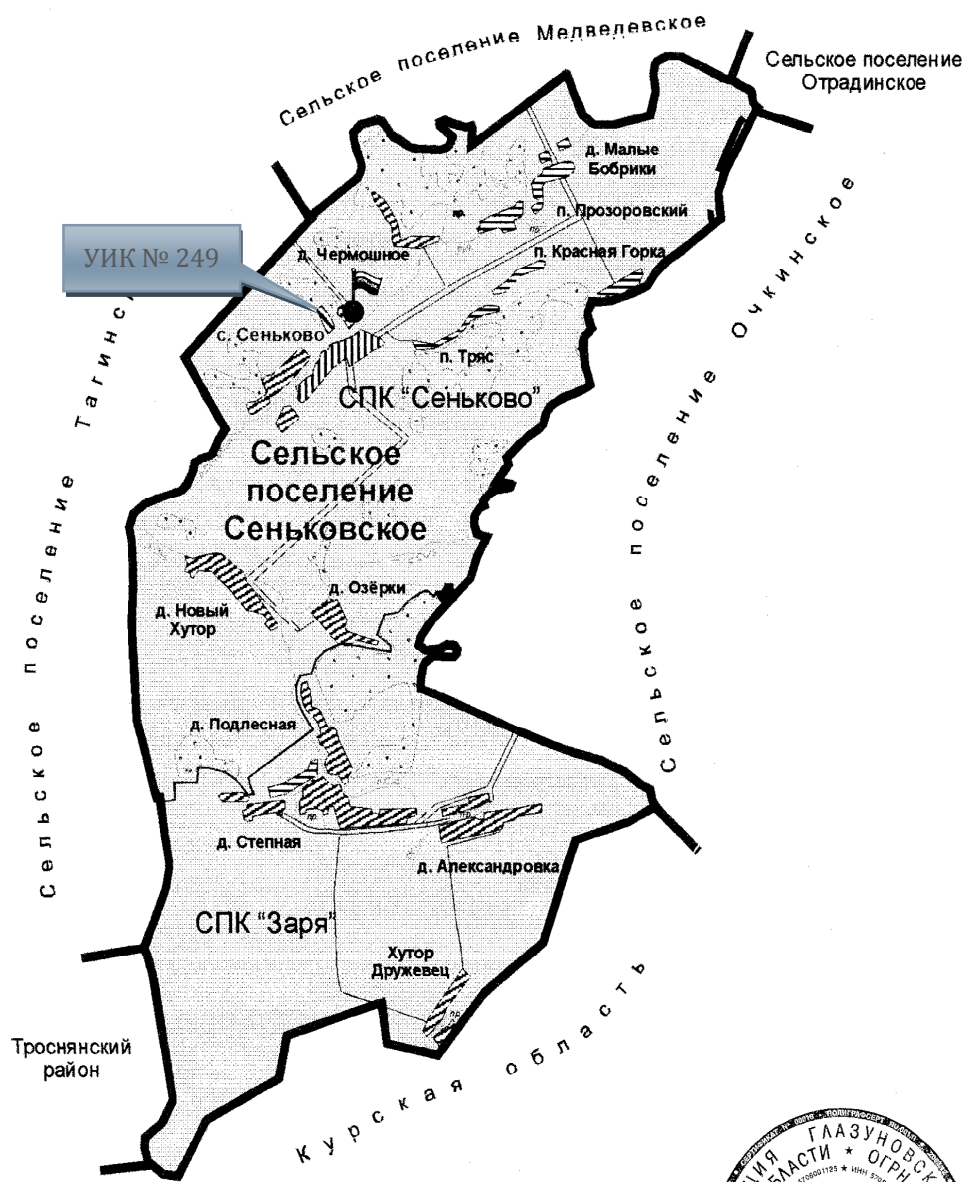 Сельское поселение Медведевское
Сельское поселение
Отрадинское
д. Малые
Бобрики
п. Прозоровский
п. Красная Горка
д. Чермошное
УИК № 249
с. Сеньково
п. Тряс
СПК "Сеньково"
Сельское
поселение
Сеньковское
Сельское поселение Очкинское
Сельское поселение
д. Озёрки
д. Новый
Хутор
д. Подлесная
д. Степная
д. Александровка
СПК "Заря"
Хутор
Дружевец
Троснянский
район
Курская область